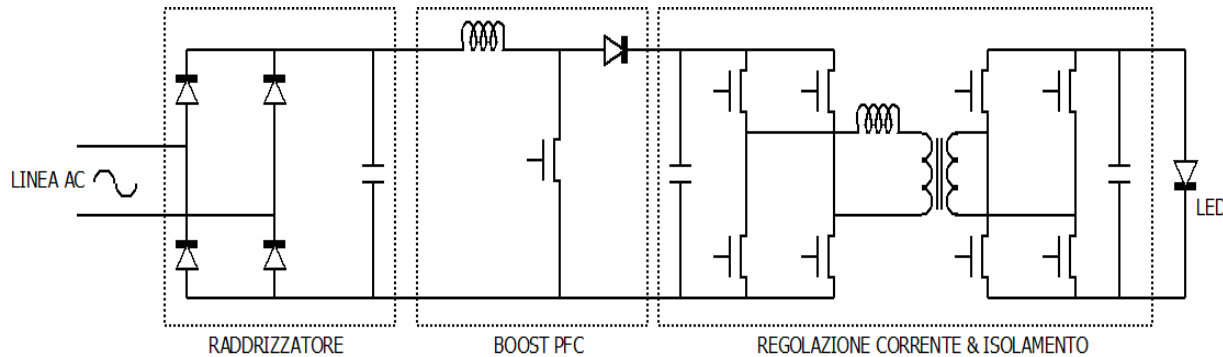 LINEA AC
LED
RADDRIZZATORE
BOOST PFC
REGOLAZIONE CORRENTE & ISOLAMENTO